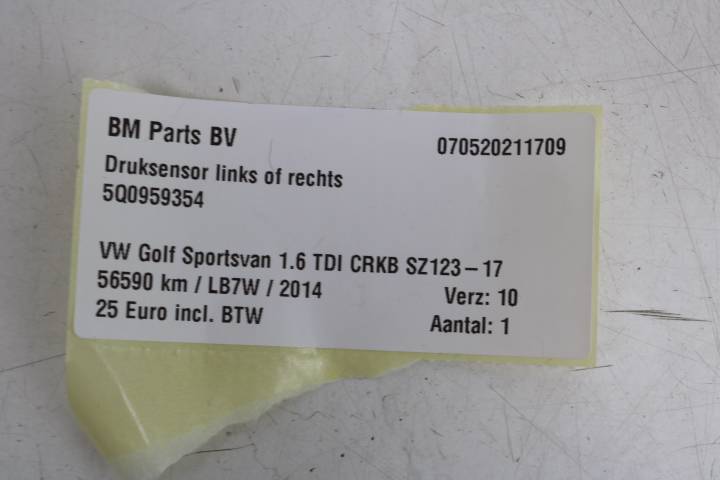 BM Parts BV 070520211709
Druksensor links of rechts
5Q0959354
VW Golf Sportsvan 1.6 TDI CRKB SZ123-17
56590 km / LB7W / 2014 Verz: 10
25 Euro incl. BTW Aantal: 1